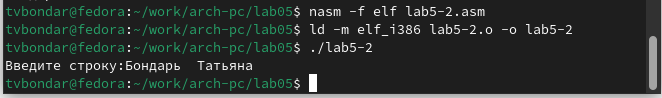 tvbondar@fedora:~/work/arch-pc/lab05$ nasm -f elf lab5-2.asm
tvbondar@fedora:~/work/arch-pc/lab05$ ld -m elf_i386 lab5-2.o -o lab5-2
tvbondar@fedora:~/work/arch-pc/lab05$ ./lab5-2
Введите строку:Бондарь  Татьяна
tvbondar@fedora:~/work/arch-pc/lab05$